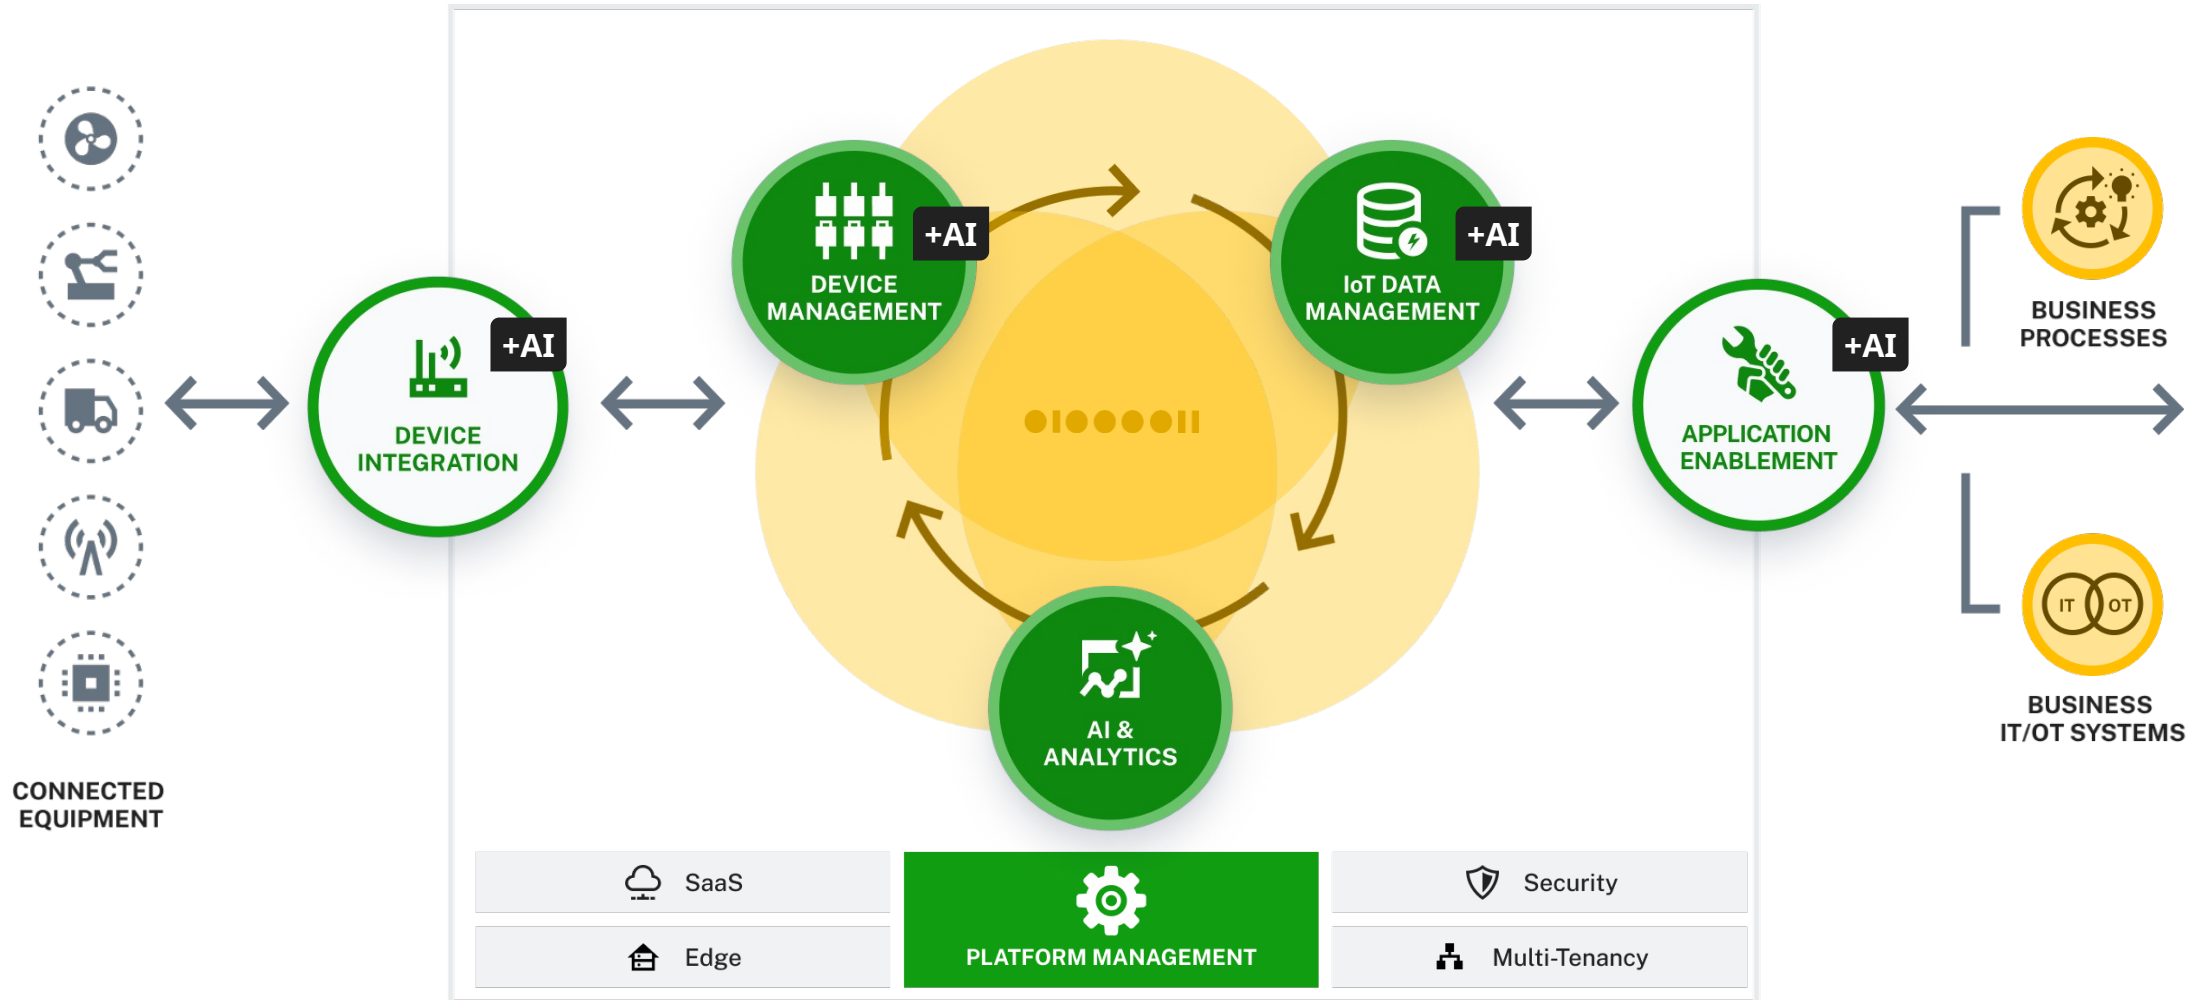 CONNECTED
EQUIPMENT
+AI
DEVICE
INTEGRATION
+AI
DEVICE
MANAGEMENT
+AI
IoT DATA
MANAGEMENT
AI &
ANALYTICS
+AI
APPLICATION
ENABLEMENT
BUSINESS
PROCESSES
IT OT
BUSINESS
IT/OT SYSTEMS
SaaS
Edge
PLATFORM MANAGEMENT
Security
Multi-Tenancy